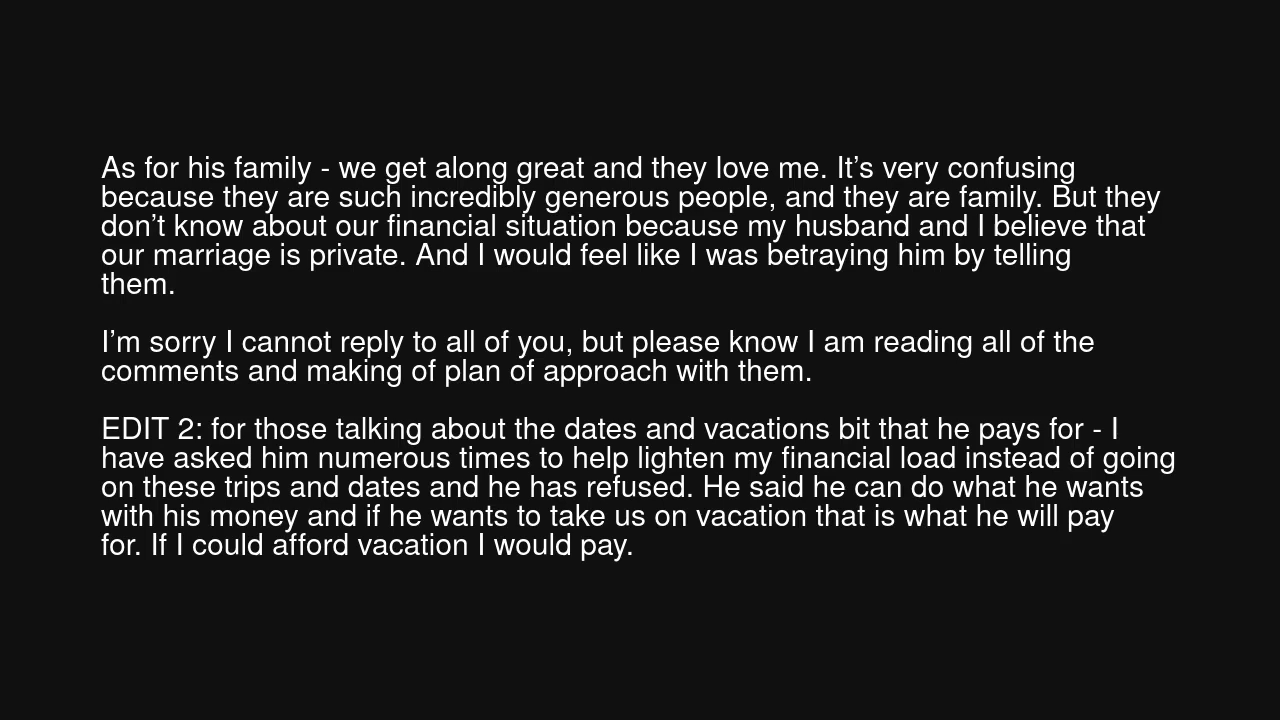 As for his family - we get along great and they love me. It’s very confusing
because they are such incredibly generous people, and they are family. But they
don’t know about our financial situation because my husband and I believe that
our marriage is private. And I would feel like I was betraying him by telling
them.
I’m sorry I cannot reply to all of you, but please know I am reading all of the
comments and making of plan of approach with them.
EDIT 2: for those talking about the dates and vacations bit that he pays for - I
have asked him numerous times to help lighten my financial load instead of going
on these trips and dates and he has refused. He said he can do what he wants
with his money and if he wants to take us on vacation that is what he will pay
for. If I could afford vacation I would pay.